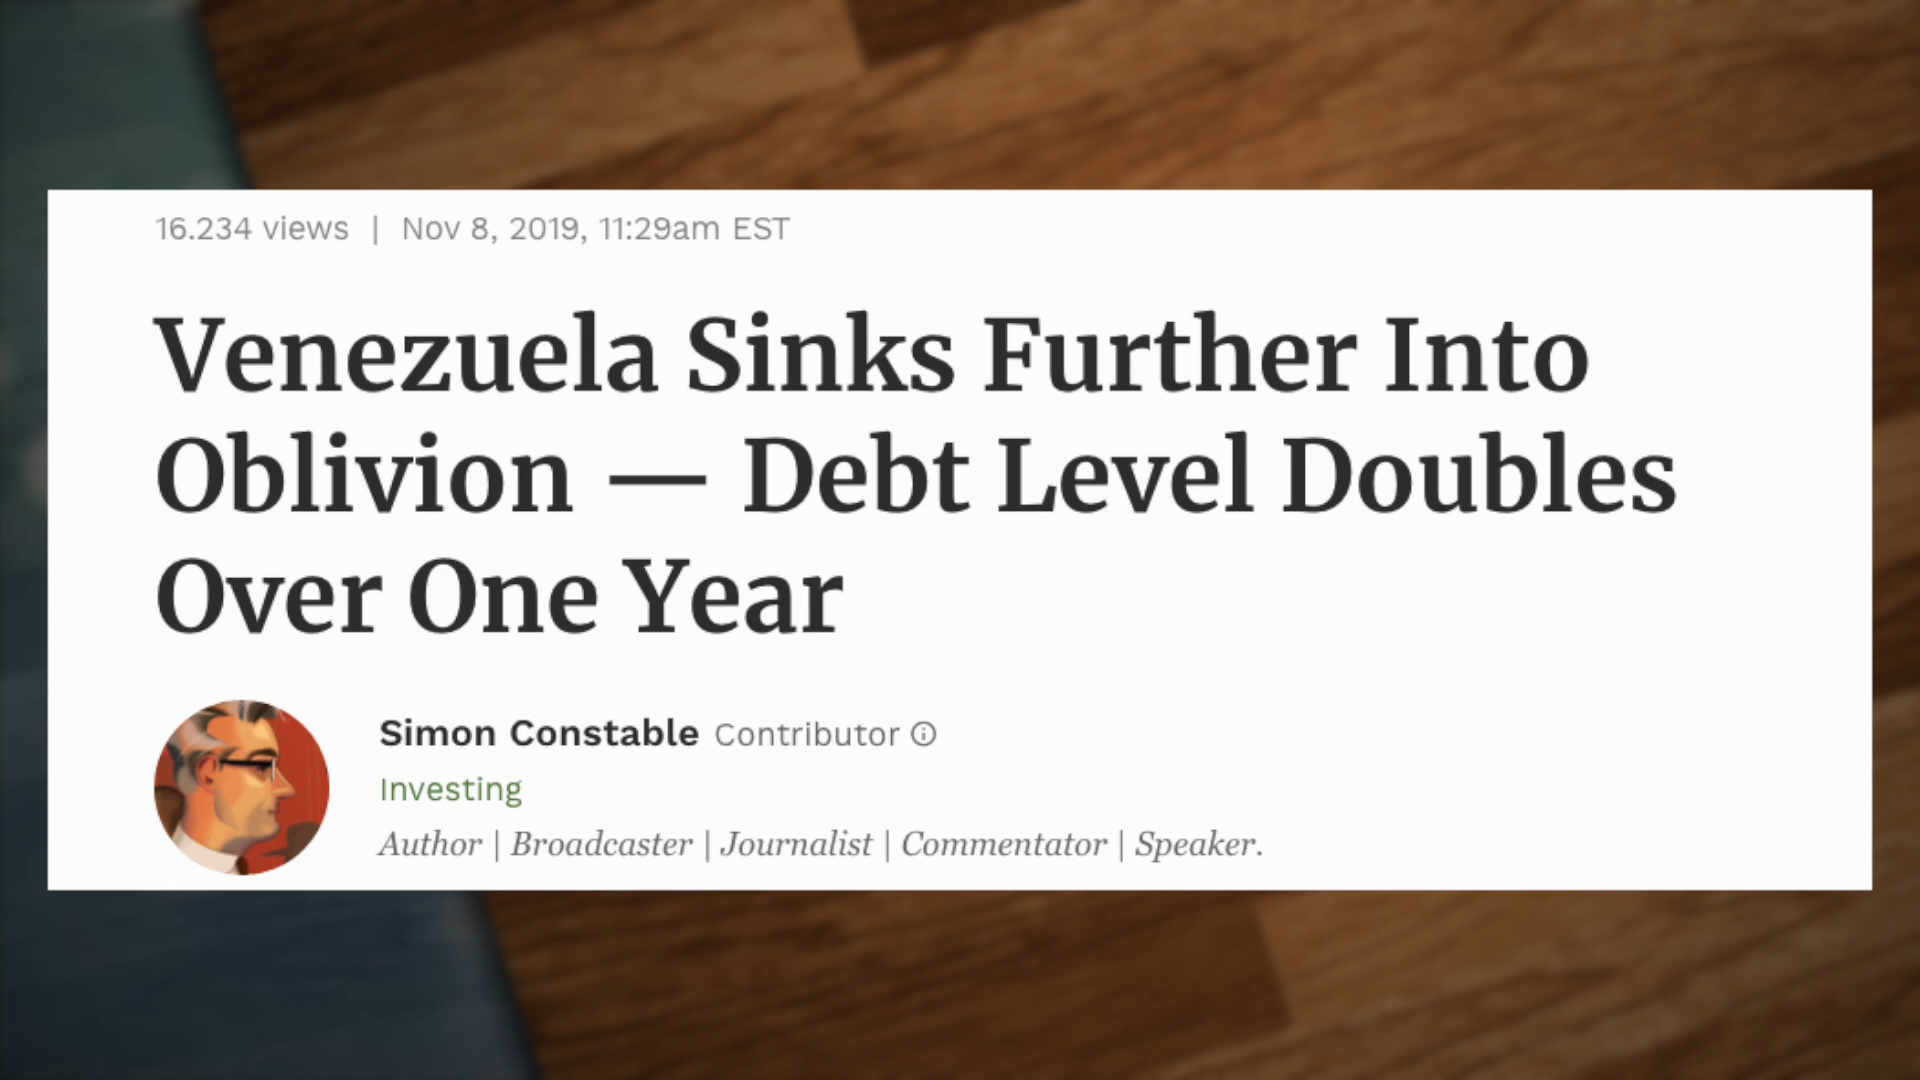 16.234 views | Nov 8, 2019, 11:29am EST
Venezuela Sinks Further Into
Oblivion — Debt Level Doubles
Over One Year
Simon Constable Contributor
Investing
Author | Broadcaster | Journalist | Commentator | Speaker.